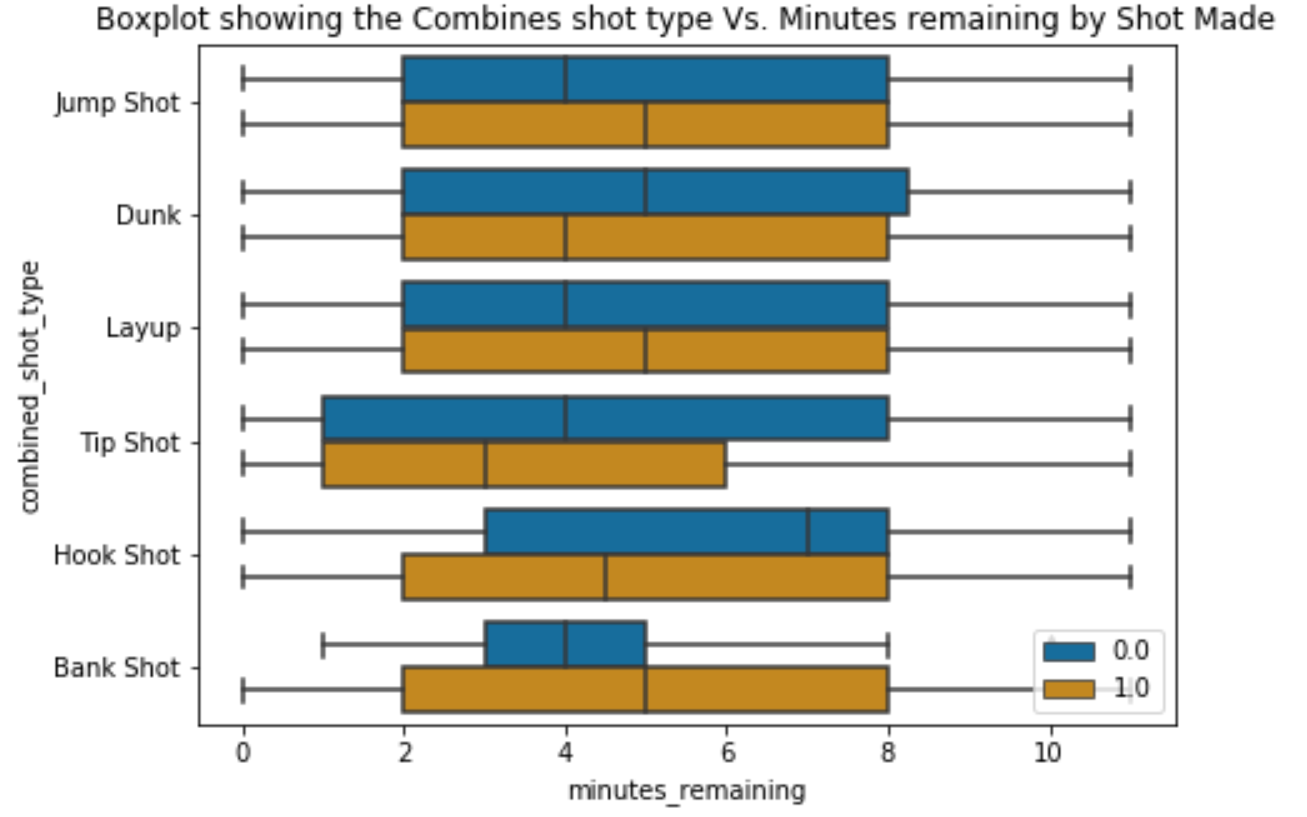 Boxplot showing the Combines shot type Vs. Minutes remaining by Shot Made
combined_shot_type
Jump Shot
Dunk
Layup
Tip Shot
Hook Shot
Bank Shot
0.0
1.0
0 2 4 6 8 10
minutes_remaining